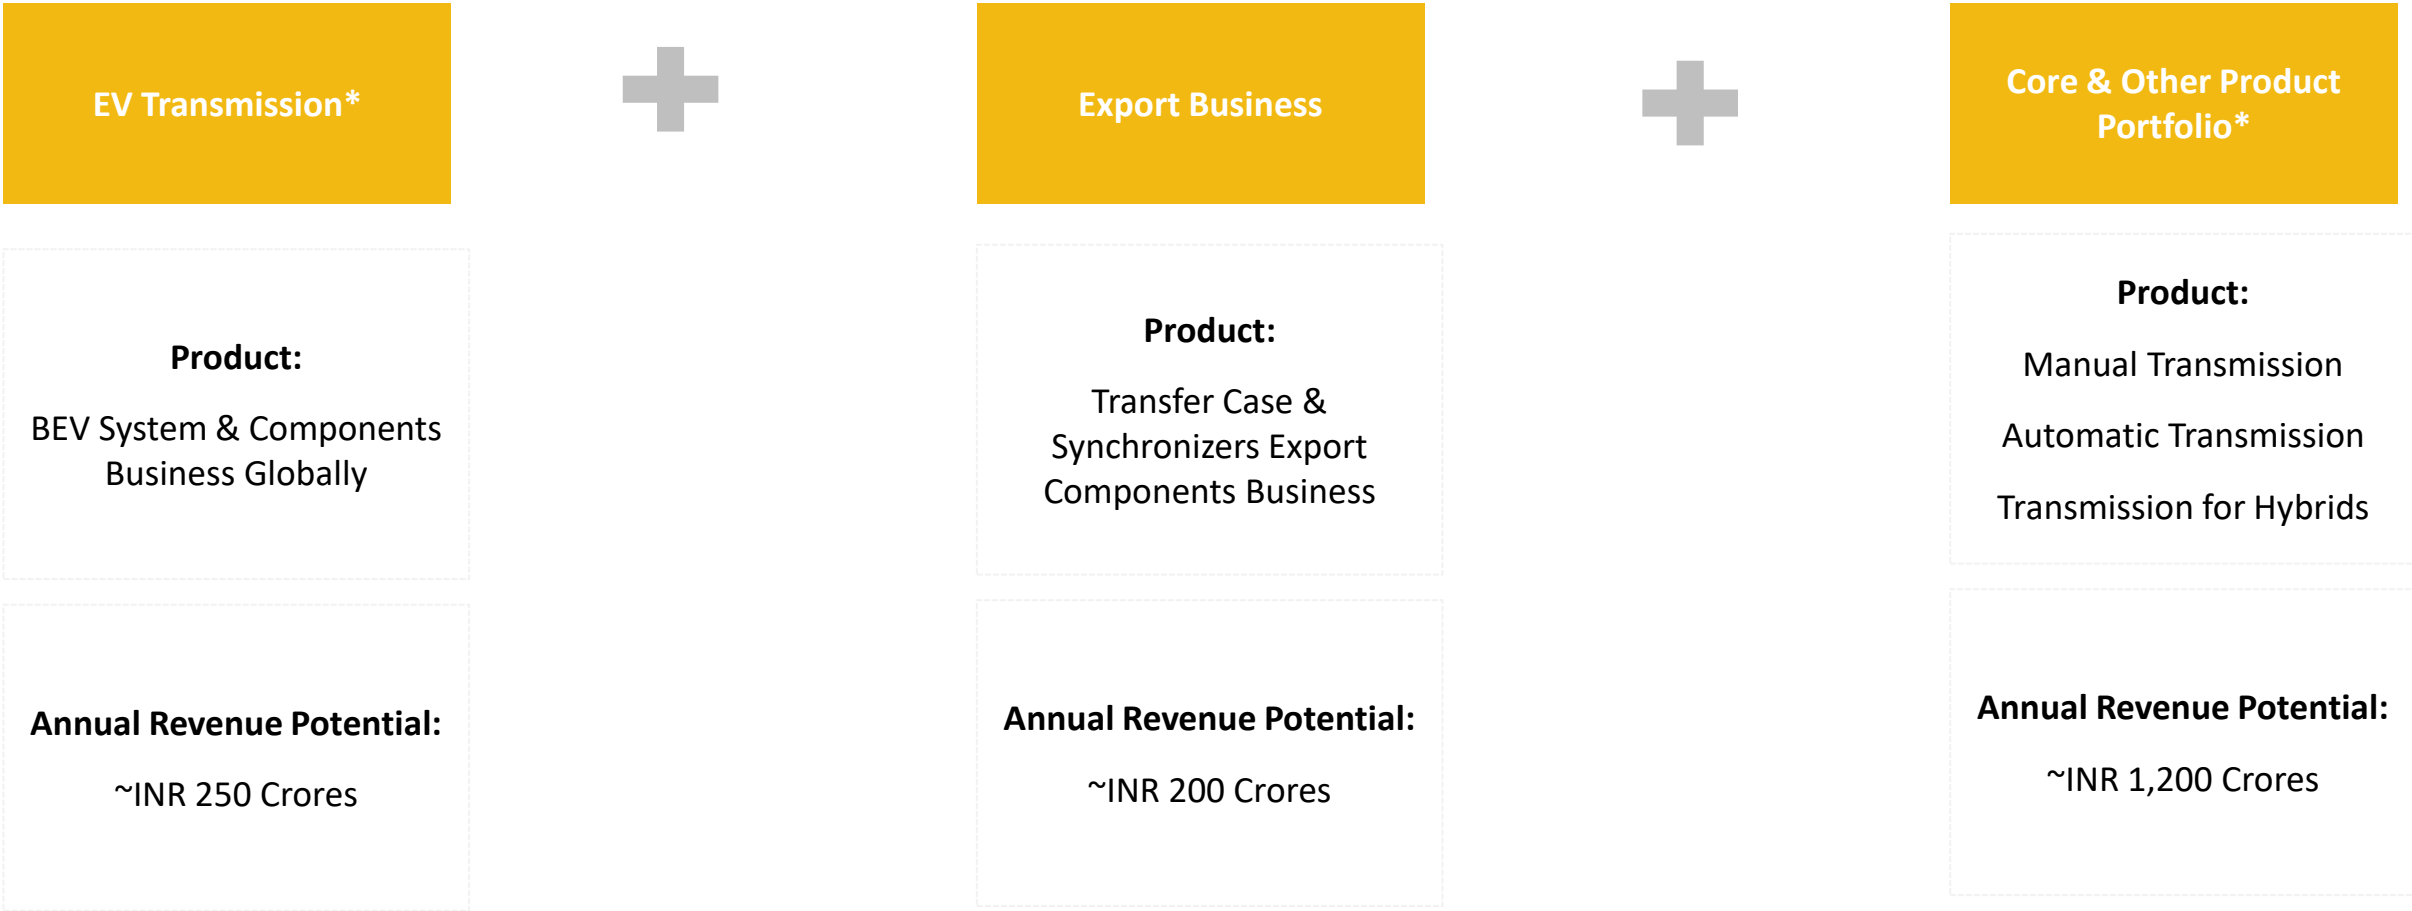 EV Transmission*
Export Business
Core & Other Product
Portfolio*
Product:
BEV System & Components
Business Globally
Product:
Transfer Case &
Synchronizers Export
Components Business
Product:
Manual Transmission
Automatic Transmission
Transmission for Hybrids
Annual Revenue Potential:
~INR 250 Crores
Annual Revenue Potential:
~INR 200 Crores
Annual Revenue Potential:
~INR 1,200 Crores